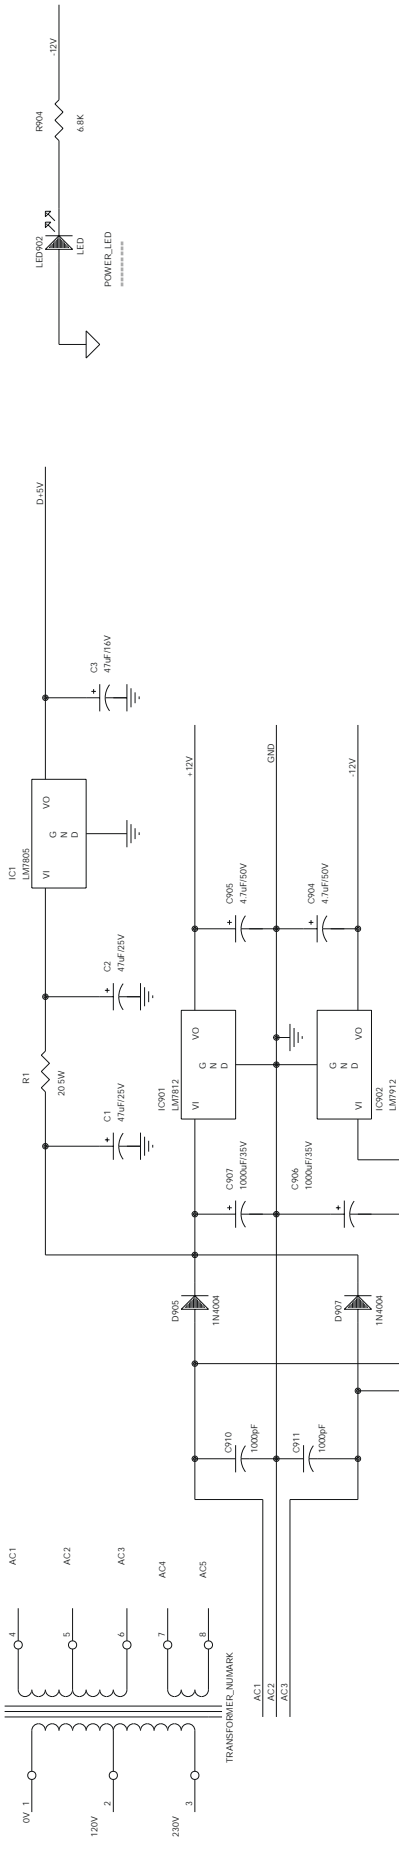 -12V
R904
6.8K
LED902
LED
POWER_LED
D+5V
C3
47uF/16V
IC1
LM7805
VI
VO
G
N
D
C2
47uF/25V
R1
20 5W
C1
47uF/25V
+12V
GND
-12V
C905
4.7uF/50V
C904
4.7uF/50V
IC901
LM7812
VI
VO
G
N
D
IC902
LM7912
VI
VO
G
N
D
C907
1000uF/35V
C906
1000uF/35V
D905
1N4004
D907
1N4004
C910
1000pF
C911
1000pF
AC1
AC2
AC3
AC4
AC5
4
5
6
7
8
TRANSFORMER_NUMARK
0V
1
120V
2
230V
3
AC1
AC2
AC3